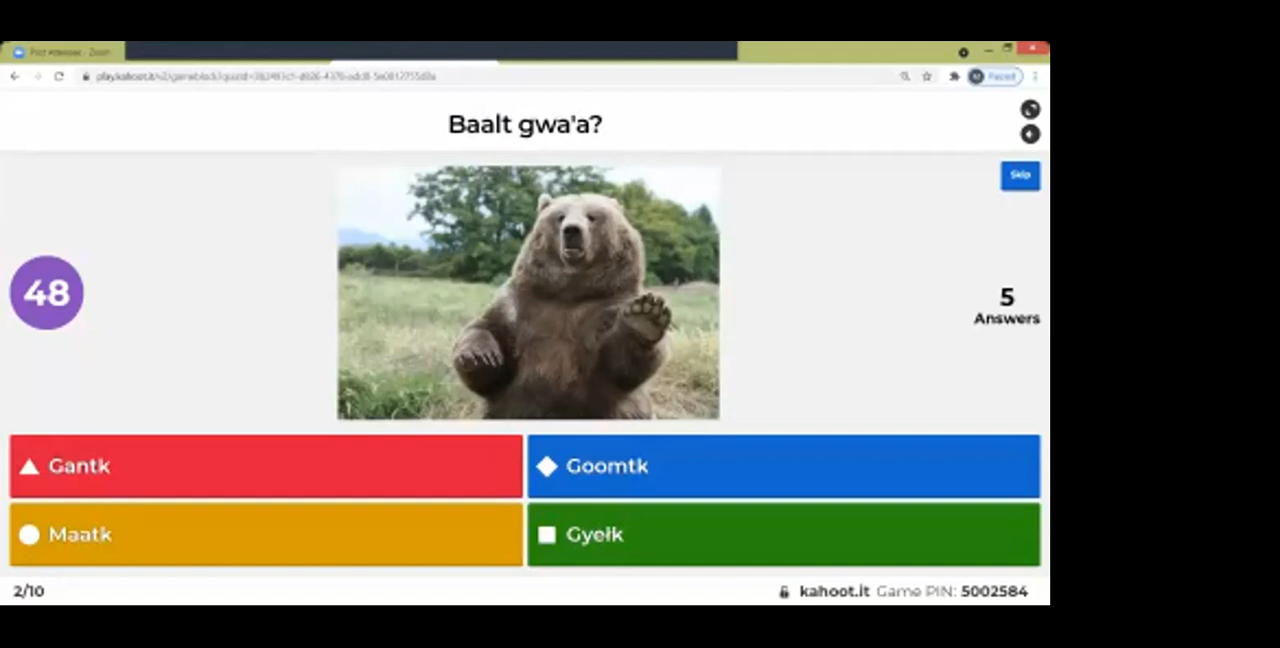 Baalt gwa'a?
Skip
48
5
Answers
Gantk
Goomtk
Maatk
Gyełk
2/10
kahoot.it Game PIN: 5002584